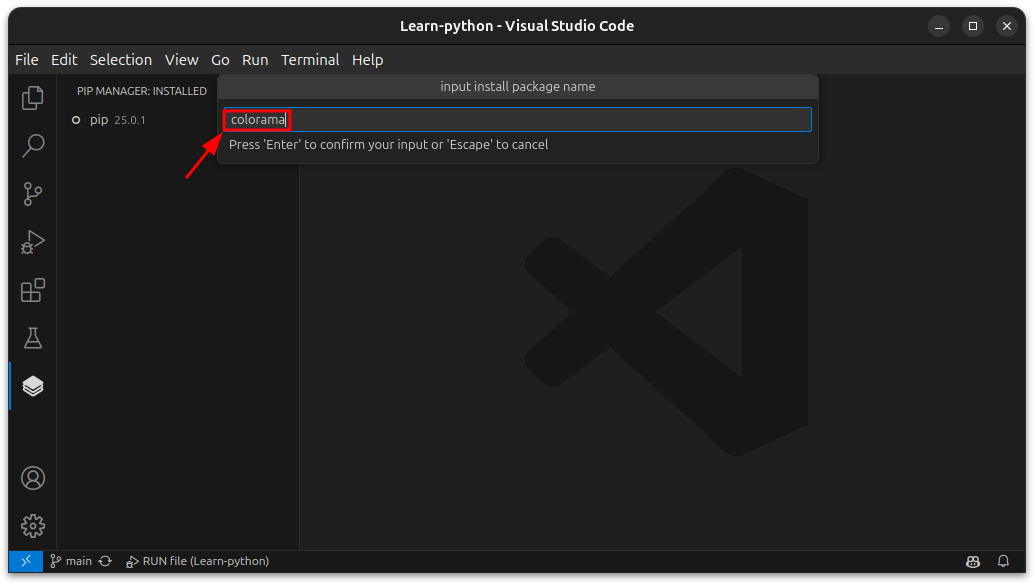 Learn-python - Visual Studio Code
File Edit Selection View Go Run Terminal Help
PIP MANAGER: INSTALLED
pip 25.0.1
input install package name
colorama
Press 'Enter' to confirm your input or 'Escape' to cancel
main RUN file (Learn-python)